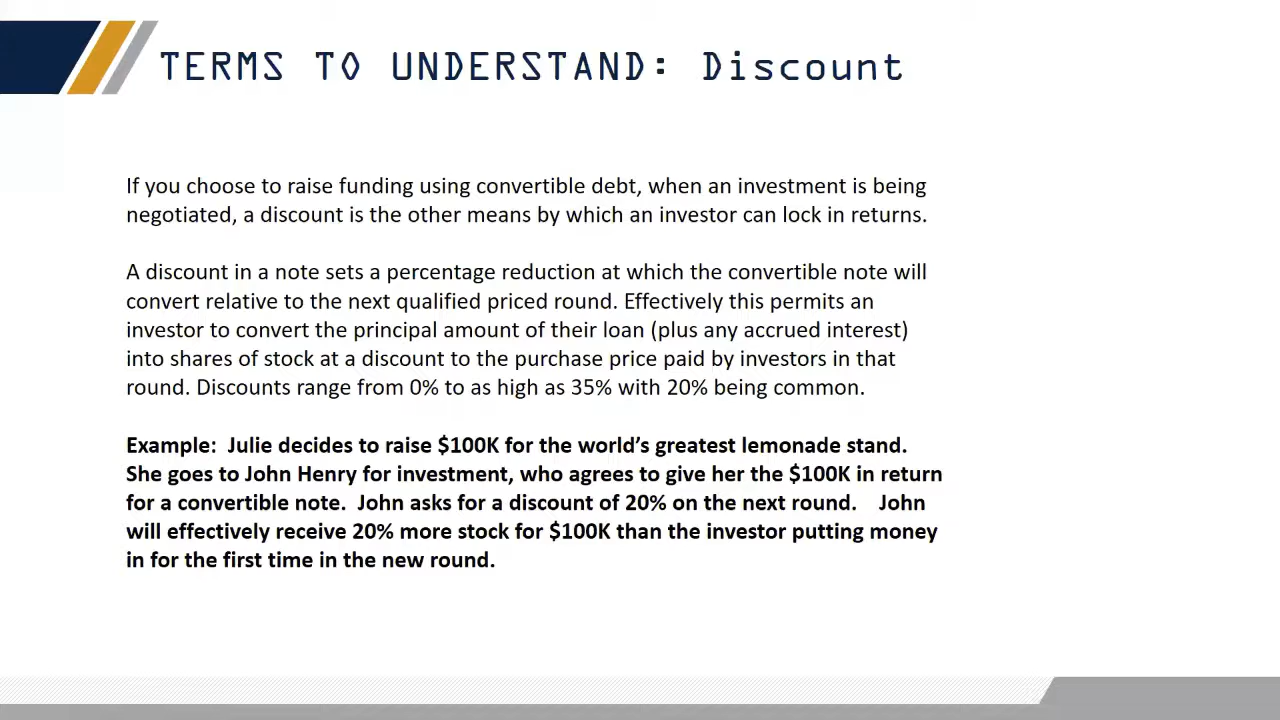 TERMS TO UNDERSTAND: Discount
If you choose to raise funding using convertible debt, when an investment is being
negotiated, a discount is the other means by which an investor can lock in returns.
A discount in a note sets a percentage reduction at which the convertible note will
convert relative to the next qualified priced round. Effectively this permits an
investor to convert the principal amount of their loan (plus any accrued interest)
into shares of stock at a discount to the purchase price paid by investors in that
round. Discounts range from 0% to as high as 35% with 20% being common.
Example:  Julie decides to raise $100K for the world's greatest lemonade stand.
She goes to John Henry for investment, who agrees to give her the $100K in return
for a convertible note.  John asks for a discount of 20% on the next round.    John
will effectively receive 20% more stock for $100K than the investor putting money
in for the first time in the new round.